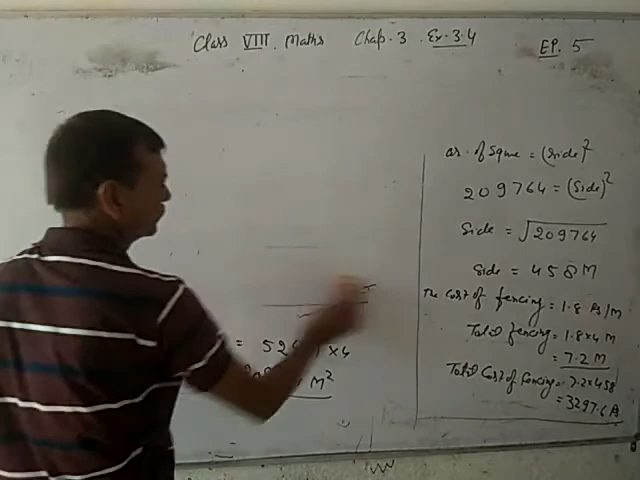 Class VIII. Maths Chap. 3 Ex-3.4
EP. 5
= 52 ×4
M²
ar. of Sqme = (Side)²
209764 = (Side)²
Side = √209764
Side = 458 M
The Cost of fencing = 1.8 Ps/M
Total fencing = 1.8×4 M
= 7.2 M
Total Cost of fencing = 7.2×458
= 3297.6 Ps